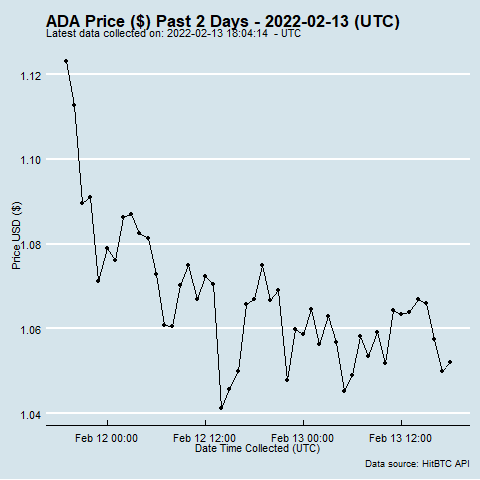 ADA Price ($) Past 2 Days - 2022-02-13 (UTC)
Latest data collected on: 2022-02-13 18:04:14 - UTC
1.12
1.10
1.08
1.06
1.04
Price USD ($)
Feb 12 00:00 Feb 12 12:00 Feb 13 00:00 Feb 13 12:00
Date Time Collected (UTC)
Data source: HitBTC API